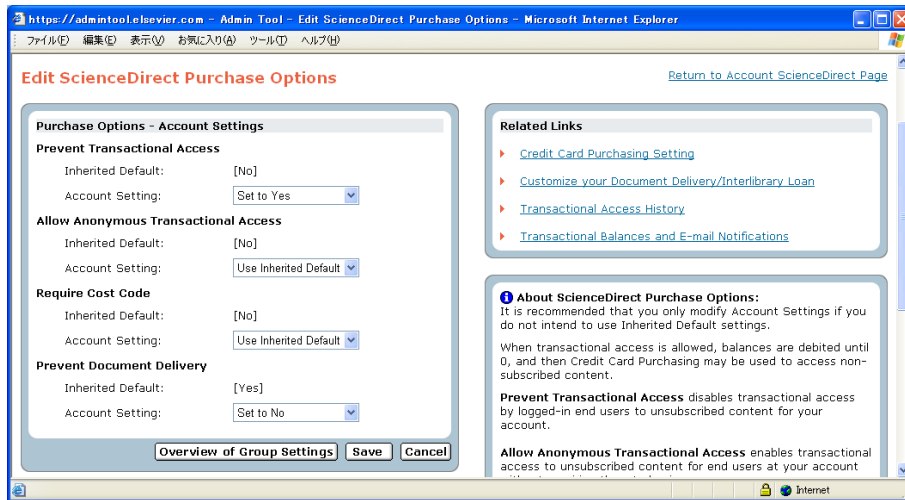 https://admintool.elsevier.com - Admin Tool - Edit ScienceDirect Purchase Options - Microsoft Internet Explorer
ファイル(F) 編集(E) 表示(V) お気に入り(A) ツール(T) ヘルプ(H)
Edit ScienceDirect Purchase Options
Return to Account ScienceDirect Page
Purchase Options - Account Settings
Prevent Transactional Access
Inherited Default: [No]
Account Setting: Set to Yes
Allow Anonymous Transactional Access
Inherited Default: [No]
Account Setting: Use Inherited Default
Require Cost Code
Inherited Default: [No]
Account Setting: Use Inherited Default
Prevent Document Delivery
Inherited Default: [Yes]
Account Setting: Set to No
Overview of Group Settings Save Cancel
Related Links
Credit Card Purchasing Setting
Customize your Document Delivery/Interlibrary Loan
Transactional Access History
Transactional Balances and E-mail Notifications
About ScienceDirect Purchase Options:
It is recommended that you only modify Account Settings if you
do not intend to use Inherited Default settings.
When transactional access is allowed, balances are debited until
0, and then Credit Card Purchasing may be used to access non-
subscribed content.
Prevent Transactional Access disables transactional access
by logged-in end users to unsubscribed content for your
account.
Allow Anonymous Transactional Access enables transactional
access to unsubscribed content for end users at your account
Internet